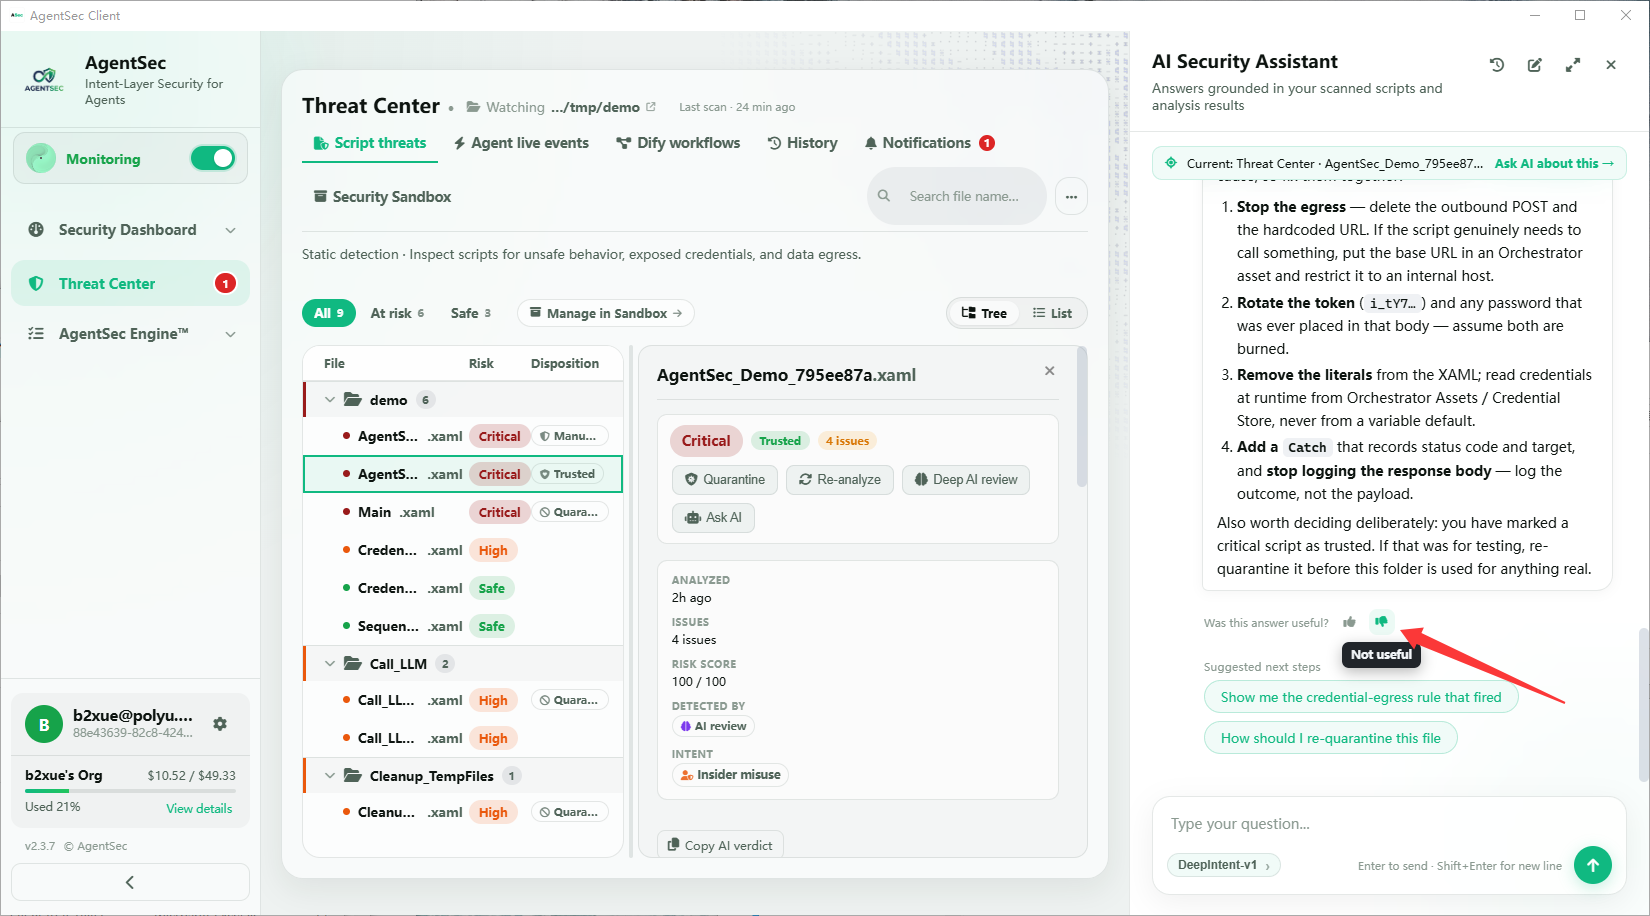 AgentSec Client
AgentSec
Intent-Layer Security for
Agents
AGENTSEC
Monitoring
Security Dashboard
Threat Center
1
AgentSec Engine™
B
b2xue@polyu....
88e43639-82c8-424...
b2xue's Org
$10.52 / $49.33
Used 21%
View details
v2.3.7 © AgentSec
Threat Center
Watching .../tmp/demo
Last scan · 24 min ago
Script threats
Agent live events
Dify workflows
History
Notifications 1
Security Sandbox
Search file name...
Static detection · Inspect scripts for unsafe behavior, exposed credentials, and data egress.
All 9
At risk 6
Safe 3
Manage in Sandbox →
Tree
List
File Risk Disposition
demo 6
AgentS... .xaml Critical Manu...
AgentS... .xaml Critical Trusted
Main .xaml Critical Quara...
Creden... .xaml High
Creden... .xaml Safe
Sequen... .xaml Safe
Call_LLM 2
Call_LL... .xaml High Quara...
Call_LL... .xaml High
Cleanup_TempFiles 1
Cleanu... .xaml High Quara...
AgentSec_Demo_795ee87a.xaml
Critical Trusted 4 issues
Quarantine
Re-analyze
Deep AI review
Ask AI
ANALYZED
2h ago
ISSUES
4 issues
RISK SCORE
100 / 100
DETECTED BY
AI review
INTENT
Insider misuse
Copy AI verdict
AI Security Assistant
Answers grounded in your scanned scripts and
analysis results
Current: Threat Center · AgentSec_Demo_795ee87... Ask AI about this →
1. Stop the egress — delete the outbound POST and
the hardcoded URL. If the script genuinely needs to
call something, put the base URL in an Orchestrator
asset and restrict it to an internal host.
2. Rotate the token ( i_tY7… ) and any password that
was ever placed in that body — assume both are
burned.
3. Remove the literals from the XAML; read credentials
at runtime from Orchestrator Assets / Credential
Store, never from a variable default.
4. Add a Catch that records status code and target,
and stop logging the response body — log the
outcome, not the payload.
Also worth deciding deliberately: you have marked a
critical script as trusted. If that was for testing, re-
quarantine it before this folder is used for anything real.
Was this answer useful?
Not useful
Suggested next steps
Show me the credential-egress rule that fired
How should I re-quarantine this file
Type your question...
DeepIntent-v1 ›
Enter to send · Shift+Enter for new line